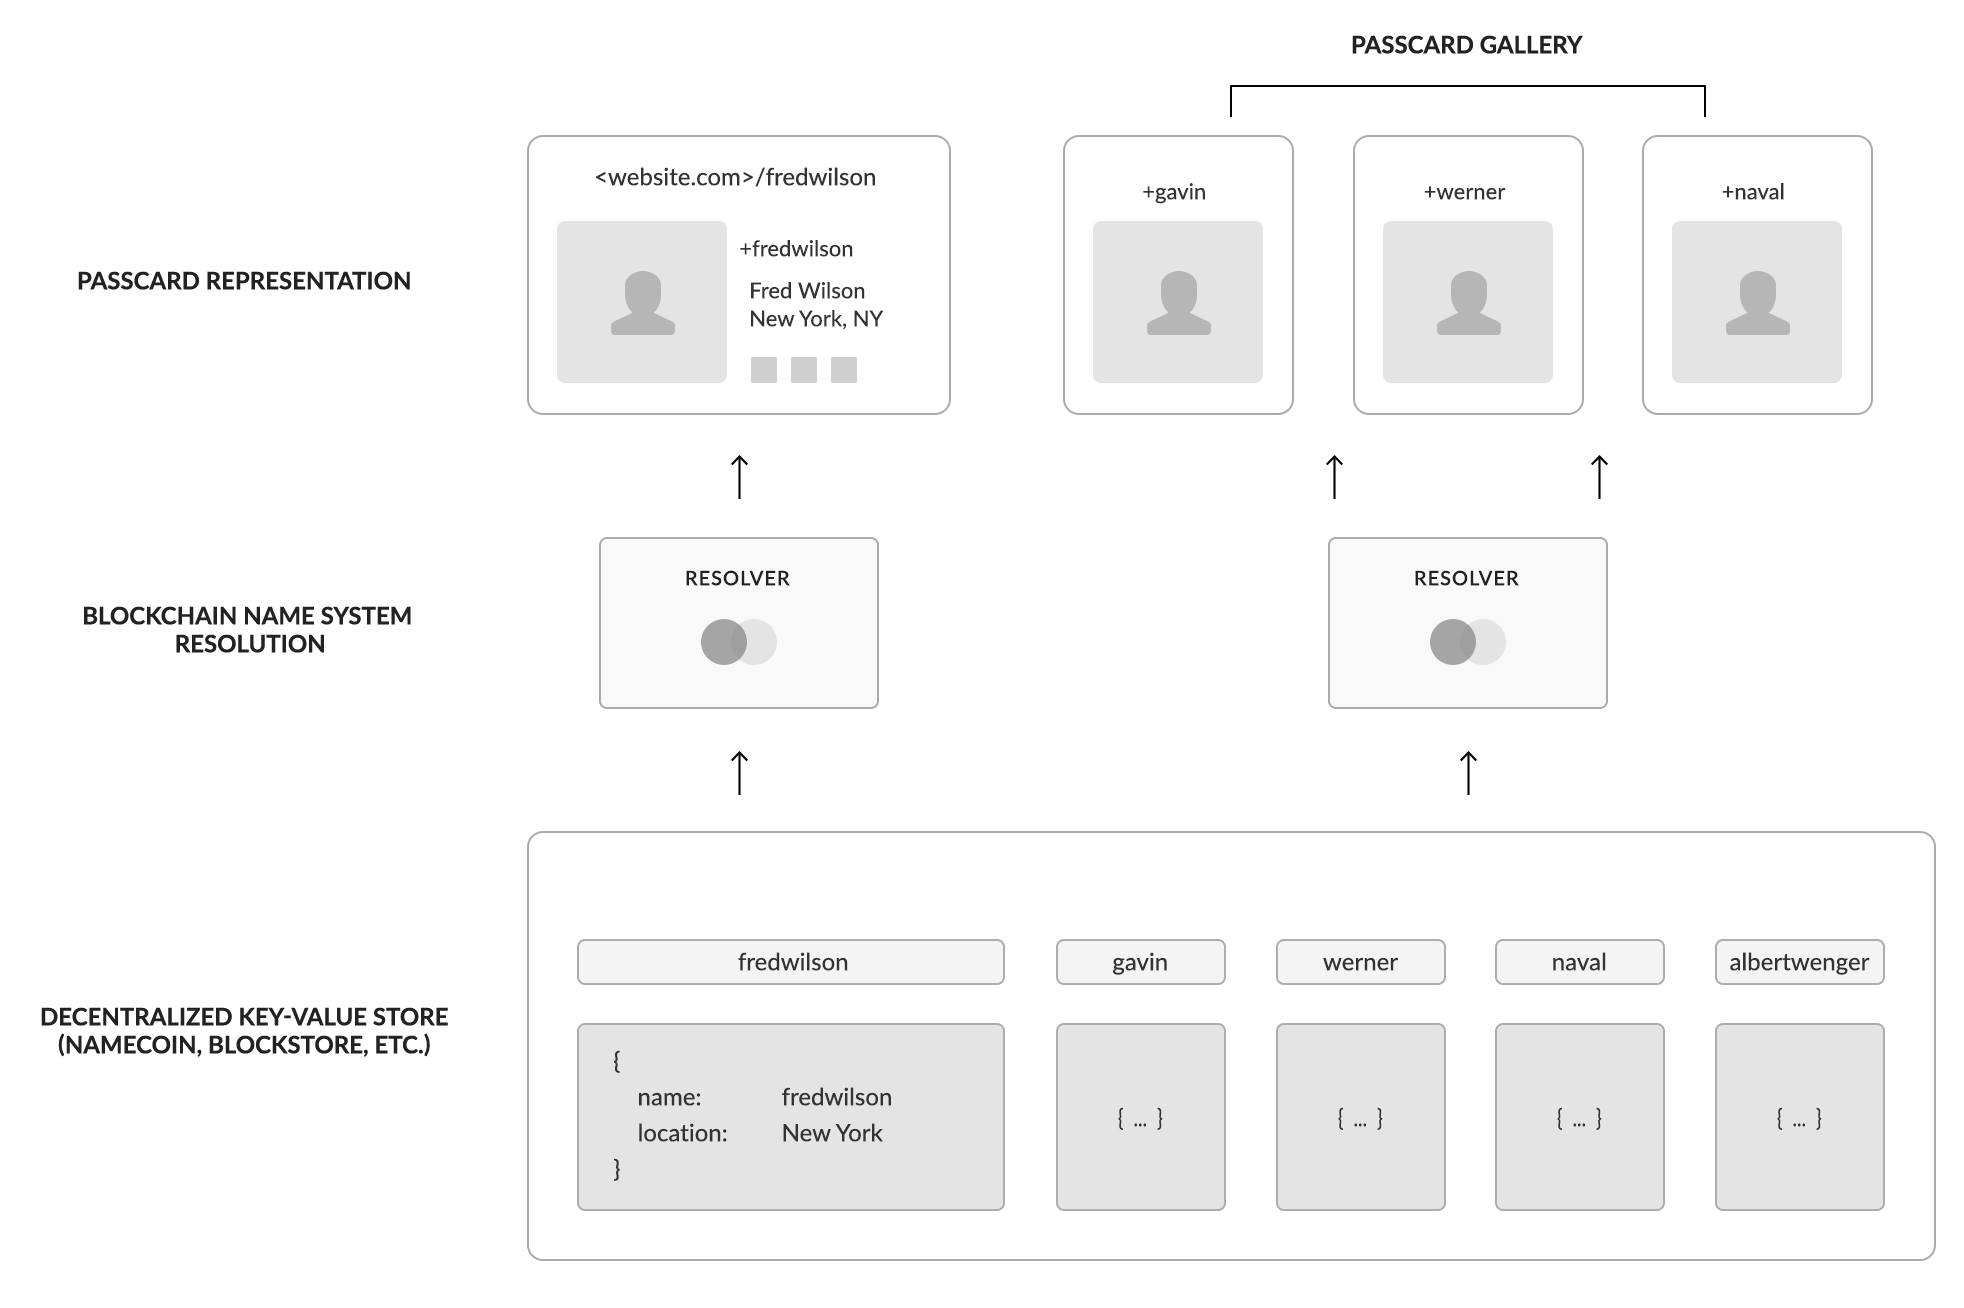 PASSCARD GALLERY
PASSCARD REPRESENTATION
<website.com>/fredwilson
+fredwilson
Fred Wilson
New York, NY
+gavin
+werner
+naval
BLOCKCHAIN NAME SYSTEM
RESOLUTION
RESOLVER
RESOLVER
DECENTRALIZED KEY-VALUE STORE
(NAMECOIN, BLOCKSTORE, ETC.)
fredwilson
gavin
werner
naval
albertwenger
{
name: fredwilson
location: New York
}
{ ... }
{ ... }
{ ... }
{ ... }